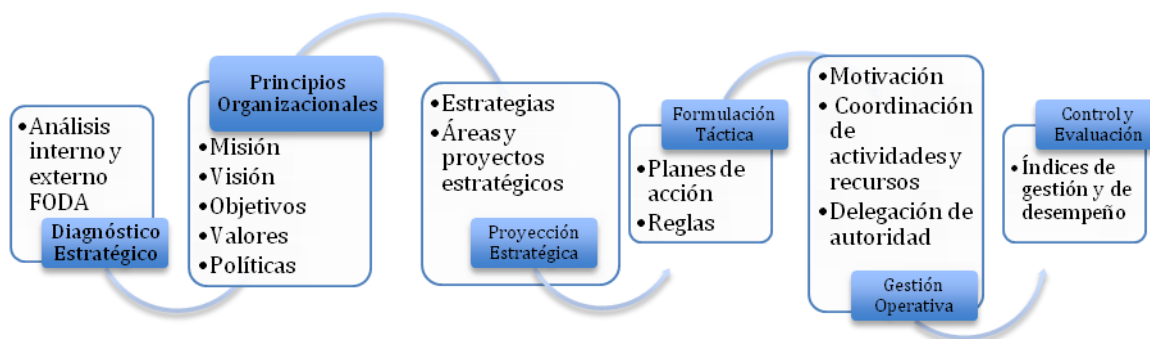 • Análisis
interno y
externo
FODA
Diagnóstico
Estratégico
Principios
Organizacionales
• Misión
• Visión
• Objetivos
• Valores
• Políticas
• Estrategias
• Áreas y
proyectos
estratégicos
Proyección
Estratégica
Formulación
Táctica
• Planes de
acción
• Reglas
• Motivación
• Coordinación
de
actividades y
recursos
• Delegación de
autoridad
Gestión
Operativa
Control y
Evaluación
• Índices de
gestión y de
desempeño